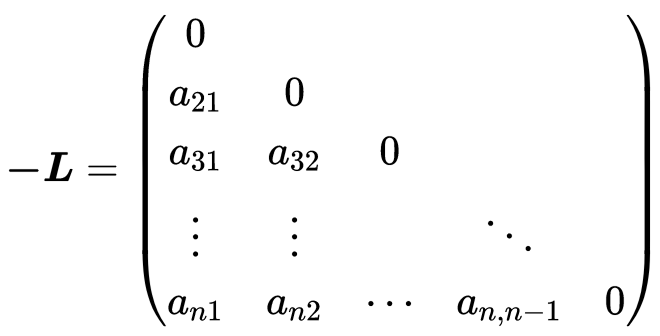 0
a₂₁ 0
-L = a₃₁ a₃₂ 0
⋮ ⋮ ⋱
aₙ₁ aₙ₂ ⋯ aₙ,ₙ₋₁ 0